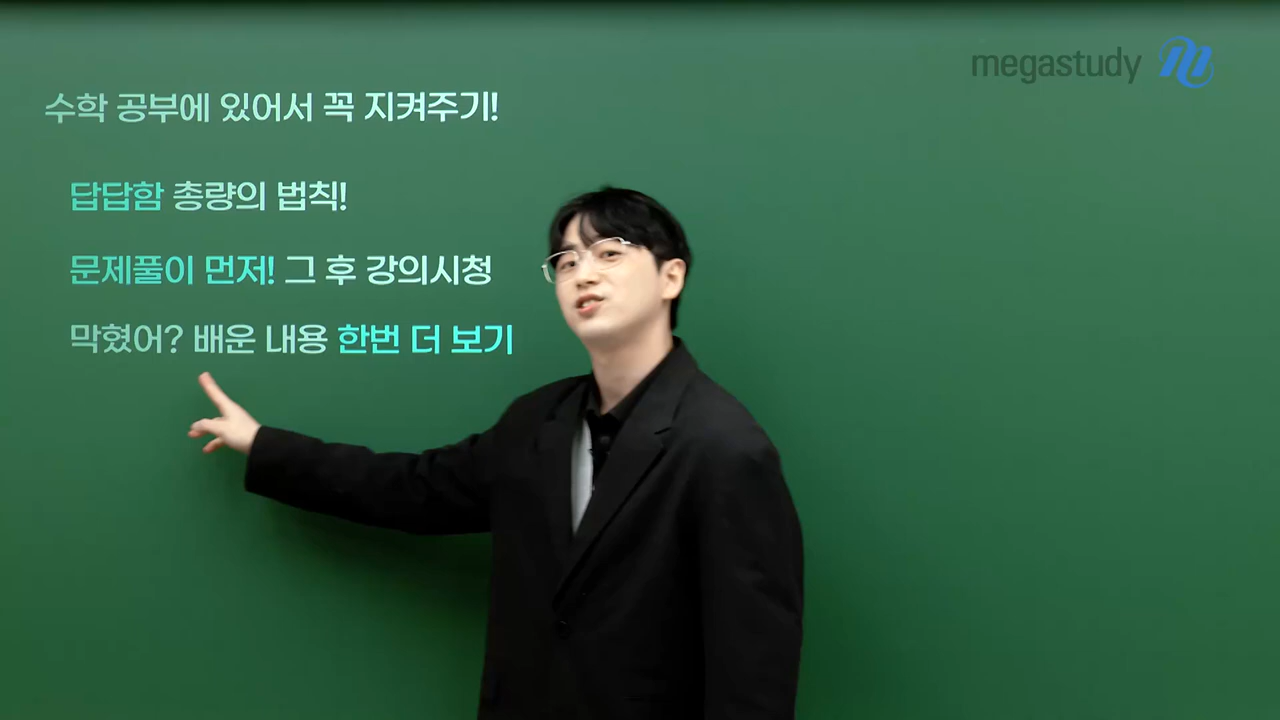 megastudy
수학 공부에 있어서 꼭 지켜주기!
답답함 총량의 법칙!
문제풀이 먼저! 그 후 강의시청
막혔어? 배운 내용 한번 더 보기